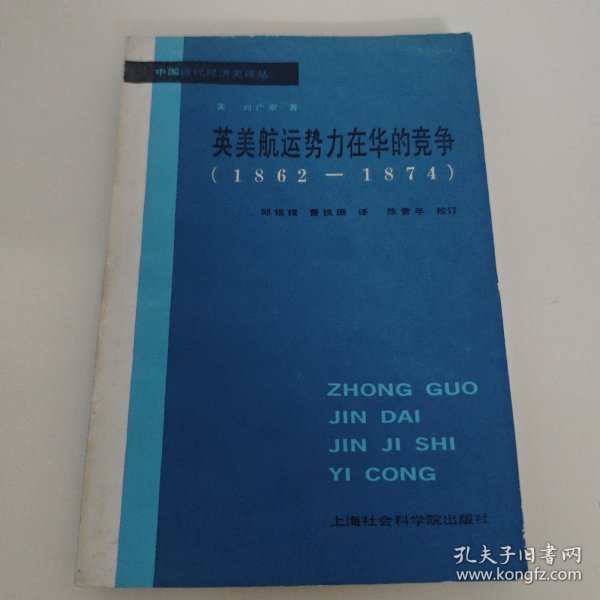 中国近代经济史译丛
美 刘广京 著
英美航运势力在华的竞争
(1862—1874)
邱锡镕 曹铁珊 译 陈曾年 校订
ZHONG GUO
JIN DAI
JIN JI SHI
YI CONG
上海社会科学院出版社
孔夫子旧书网
www.kongfz.com